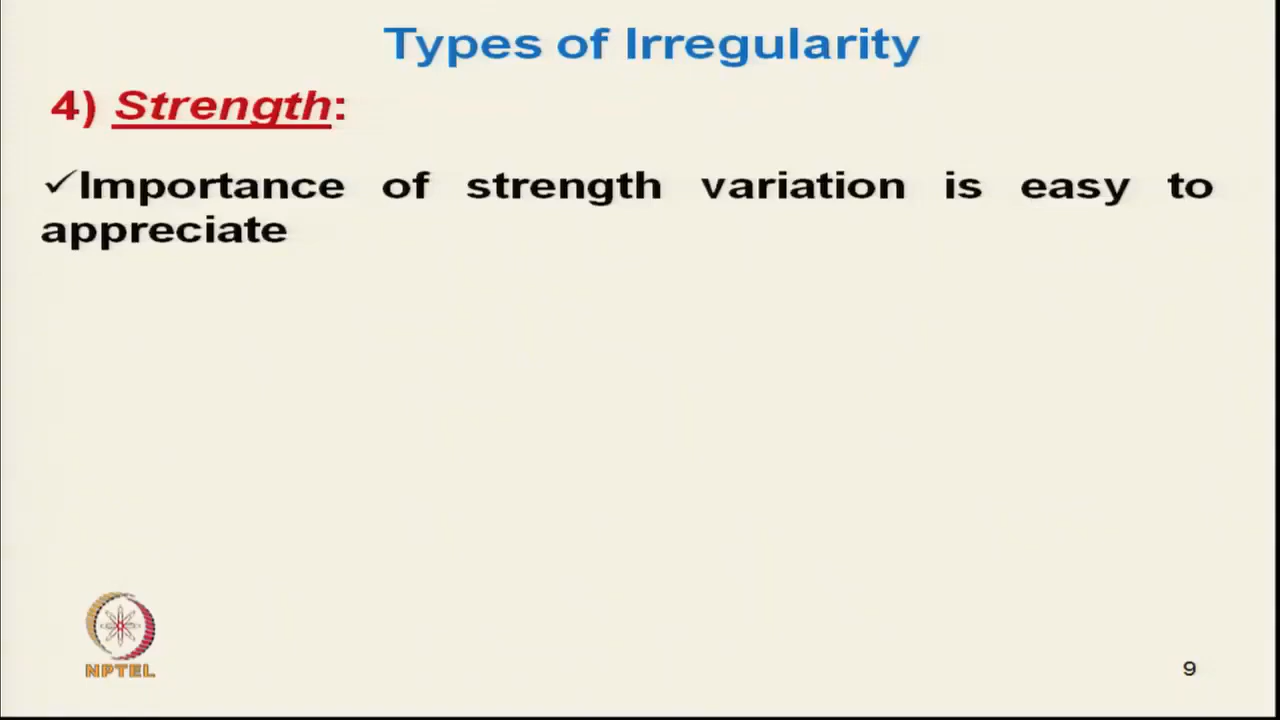 Types of Irregularity
4) Strength:
✓Importance of strength variation is easy to
appreciate
NPTEL
9